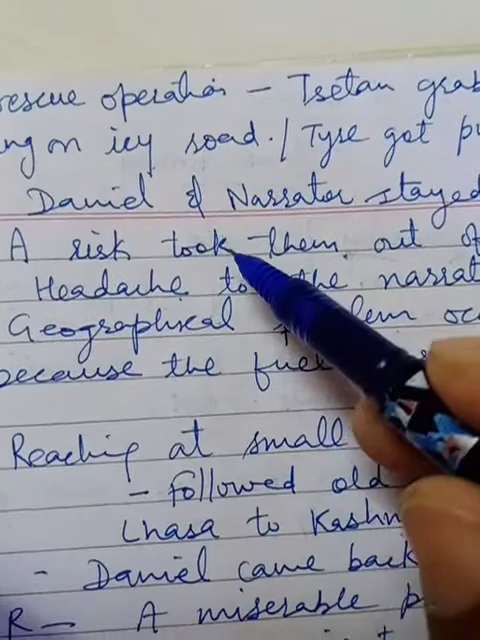 rescue operation - Tsetan grab
ng on icy road. / Tyre got pu
Daniel & Narrator stayed
A risk took them out of
Headache to the narrat
Geographical lem oc
because the fuel
Reaching at small
- Followed old
Lhasa to Kashm
- Daniel came back
R - A miserable p